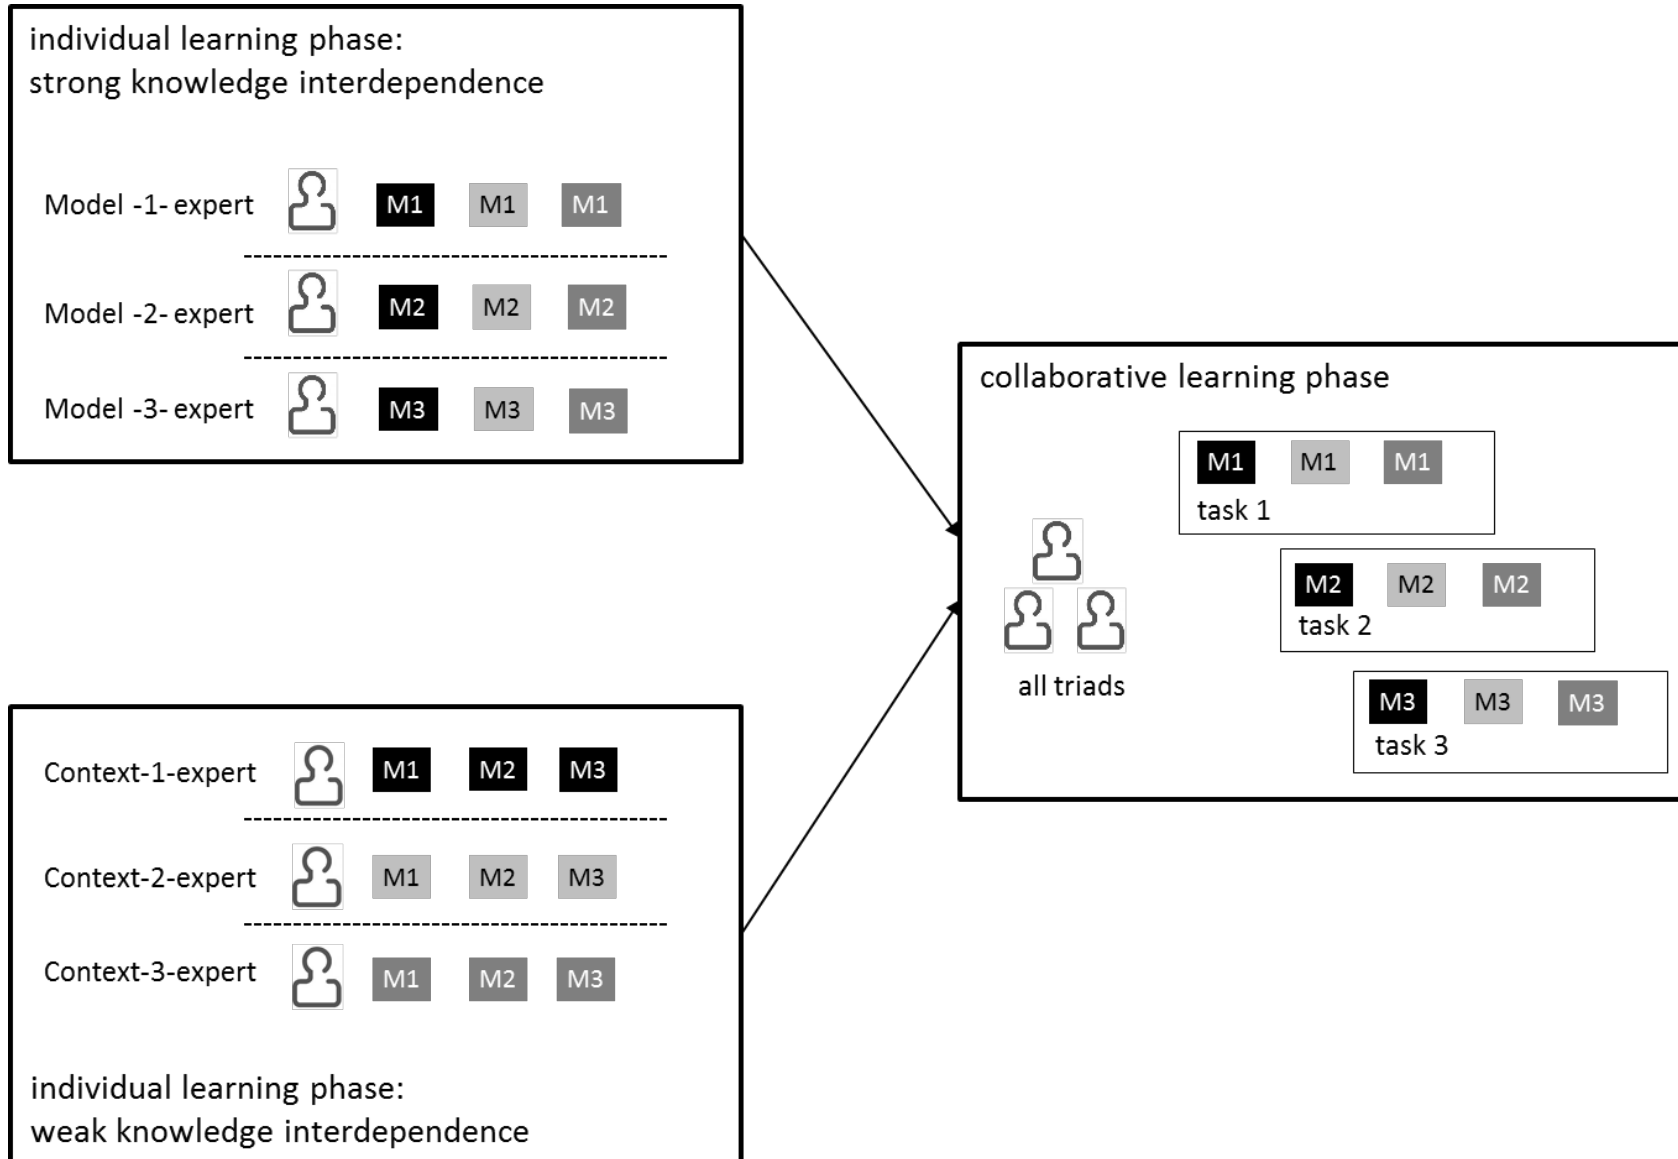 individual learning phase:
strong knowledge interdependence
Model -1- expert M1 M1 M1
Model -2- expert M2 M2 M2
Model -3- expert M3 M3 M3
collaborative learning phase
M1 M1 M1
task 1
M2 M2 M2
task 2
all triads
M3 M3 M3
task 3
Context-1-expert M1 M2 M3
Context-2-expert M1 M2 M3
Context-3-expert M1 M2 M3
individual learning phase:
weak knowledge interdependence